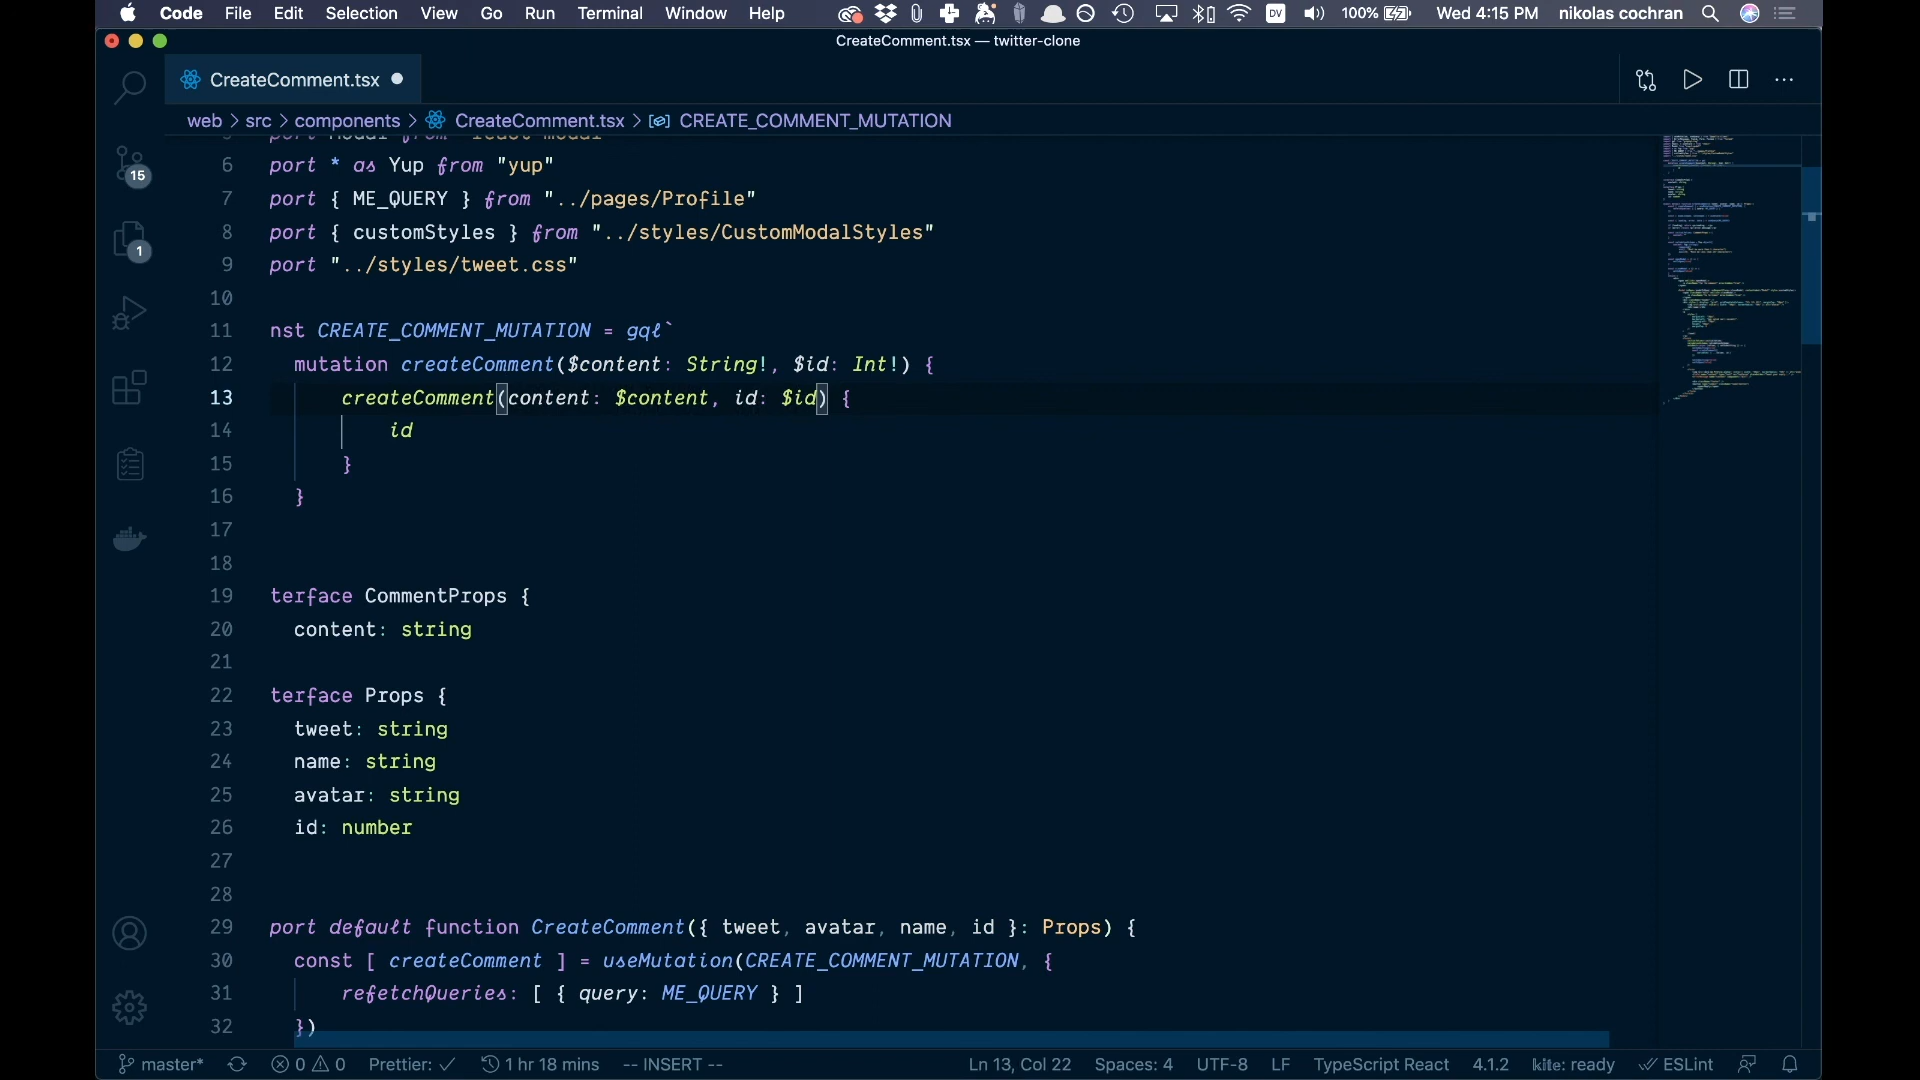 Code File Edit Selection View Go Run Terminal Window Help DV 100% Wed 4:15 PM nikolas cochran
CreateComment.tsx — twitter-clone
CreateComment.tsx
web > src > components > CreateComment.tsx > CREATE_COMMENT_MUTATION
6 port * as Yup from "yup"
7 port { ME_QUERY } from "../pages/Profile"
8 port { customStyles } from "../styles/CustomModalStyles"
9 port "../styles/tweet.css"
10
11 nst CREATE_COMMENT_MUTATION = gql`
12 mutation createComment($content: String!, $id: Int!) {
13 createComment(content: $content, id: $id) {
14 id
15 }
16 }
17
18
19 terface CommentProps {
20 content: string
21
22 terface Props {
23 tweet: string
24 name: string
25 avatar: string
26 id: number
27
28
29 port default function CreateComment({ tweet, avatar, name, id }: Props) {
30 const [ createComment ] = useMutation(CREATE_COMMENT_MUTATION, {
31 refetchQueries: [ { query: ME_QUERY } ]
32 })
15
1
master* 0 0 Prettier: ✓ 1 hr 18 mins -- INSERT -- Ln 13, Col 22 Spaces: 4 UTF-8 LF TypeScript React 4.1.2 kite: ready ESLint